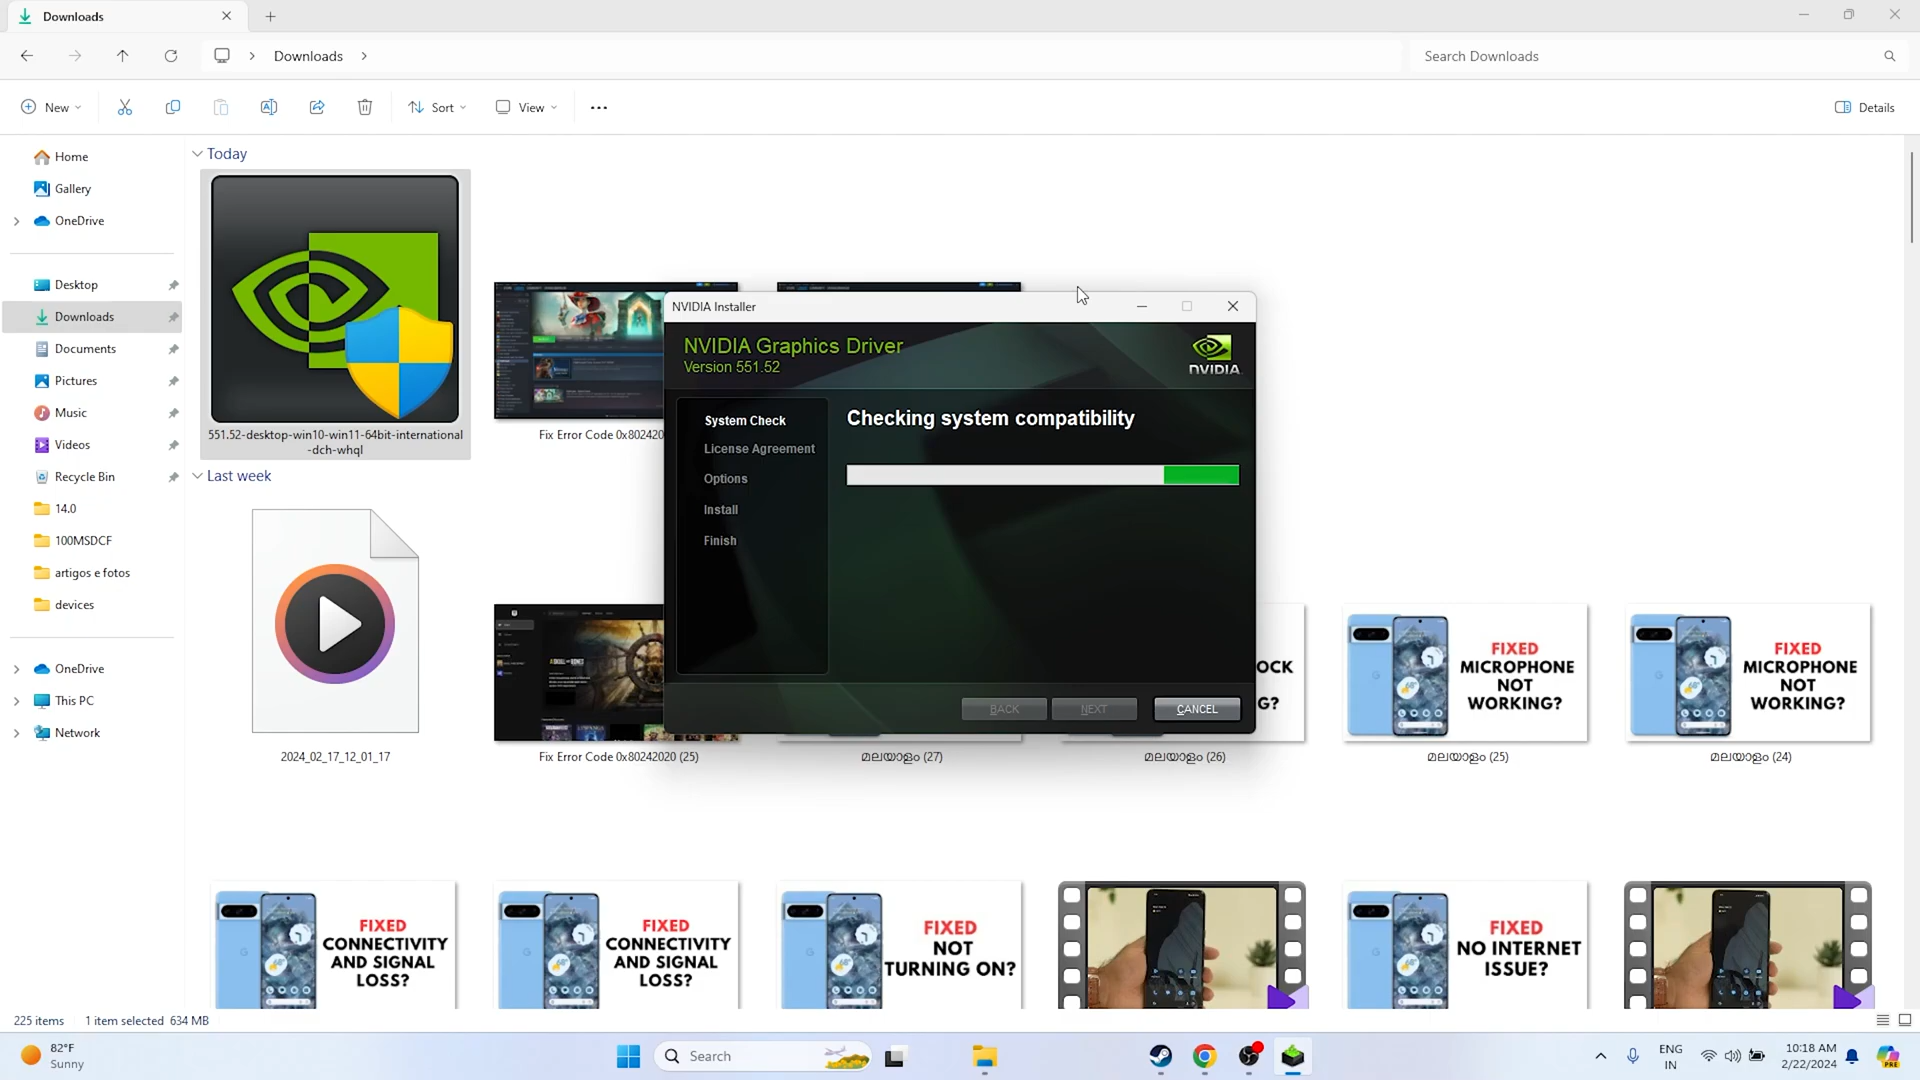 Downloads
Downloads
Search Downloads
New
Sort
View
Details
Home
Gallery
OneDrive
Desktop
Downloads
Documents
Pictures
Music
Videos
Recycle Bin
14.0
100MSDCF
artigos e fotos
devices
OneDrive
This PC
Network
Today
551.52-desktop-win10-win11-64bit-international
-dch-whql
Fix Error Code 0x802420
Last week
2024_02_17_12_01_17
Fix Error Code 0x80242020 (25)
മലയാളം (27)
മലയാളം (26)
മലയാളം (25)
മലയാളം (24)
NVIDIA Installer
NVIDIA Graphics Driver
Version 551.52
NVIDIA
System Check
License Agreement
Options
Install
Finish
Checking system compatibility
BACK
NEXT
CANCEL
OCK
G?
FIXED
MICROPHONE
NOT
WORKING?
FIXED
MICROPHONE
NOT
WORKING?
FIXED
CONNECTIVITY
AND SIGNAL
LOSS?
FIXED
CONNECTIVITY
AND SIGNAL
LOSS?
FIXED
NOT
TURNING ON?
FIXED
NO INTERNET
ISSUE?
225 items
1 item selected 634 MB
82°F
Sunny
Search
ENG
IN
10:18 AM
2/22/2024
PRE